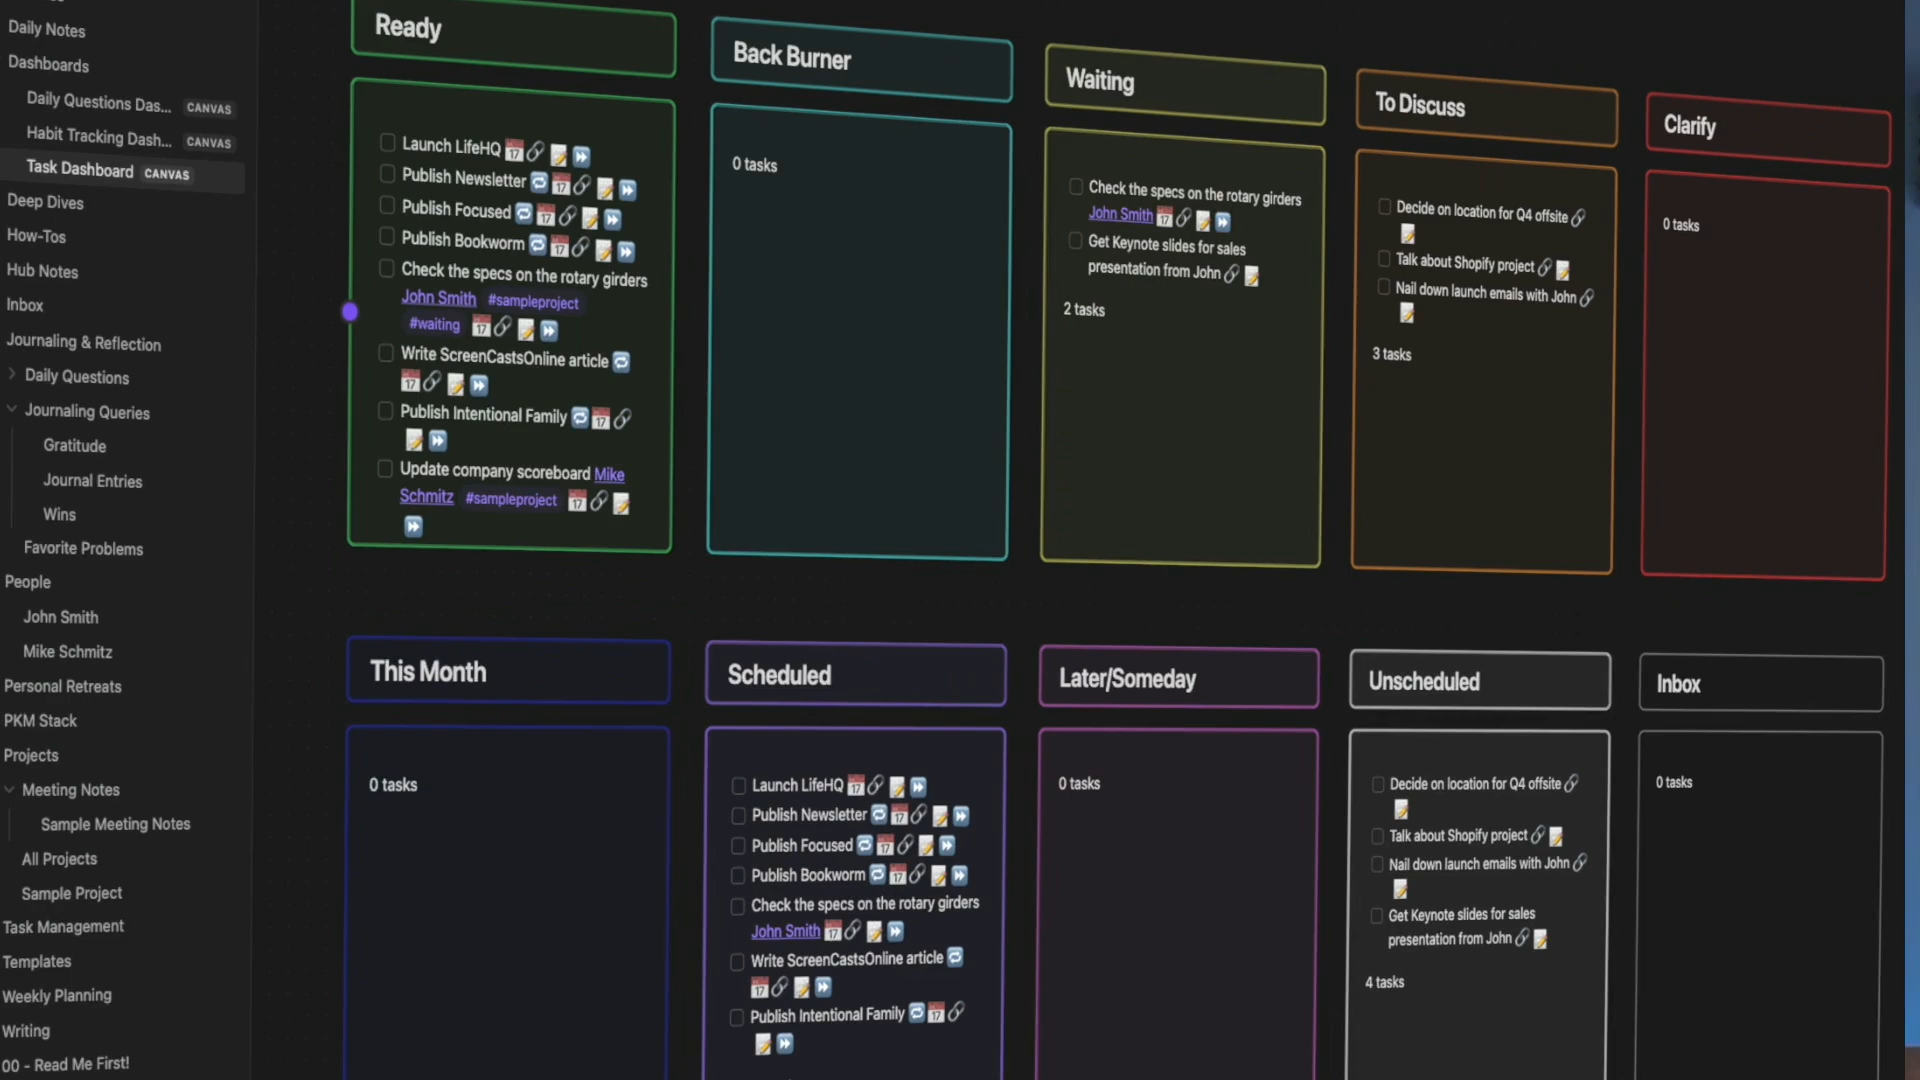 Daily Notes
Dashboards
Daily Questions Das... CANVAS
Habit Tracking Dash... CANVAS
Task Dashboard CANVAS
Deep Dives
How-Tos
Hub Notes
Inbox
Journaling & Reflection
Daily Questions
Journaling Queries
Gratitude
Journal Entries
Wins
Favorite Problems
People
John Smith
Mike Schmitz
Personal Retreats
PKM Stack
Projects
Meeting Notes
Sample Meeting Notes
All Projects
Sample Project
Task Management
Templates
Weekly Planning
Writing
00 - Read Me First!
Ready
Launch LifeHQ 📅🔗 📝 ⏩
Publish Newsletter 🔁 📅🔗 📝 ⏩
Publish Focused 🔁 📅🔗 📝 ⏩
Publish Bookworm 🔁 📅🔗 📝 ⏩
Check the specs on the rotary girders
John Smith #sampleproject
#waiting 📅🔗 📝 ⏩
Write ScreenCastsOnline article 🔁
📅🔗 📝 ⏩
Publish Intentional Family 🔁 📅🔗
📝 ⏩
Update company scoreboard Mike
Schmitz #sampleproject 📅🔗 📝
⏩
Back Burner
0 tasks
Waiting
Check the specs on the rotary girders
John Smith 📅🔗 📝 ⏩
Get Keynote slides for sales
presentation from John 🔗 📝
2 tasks
To Discuss
Decide on location for Q4 offsite 🔗
📝
Talk about Shopify project 🔗 📝
Nail down launch emails with John 🔗
📝
3 tasks
Clarify
0 tasks
This Month
0 tasks
Scheduled
Launch LifeHQ 📅🔗 📝 ⏩
Publish Newsletter 🔁 📅🔗 📝 ⏩
Publish Focused 🔁 📅🔗 📝 ⏩
Publish Bookworm 🔁 📅🔗 📝 ⏩
Check the specs on the rotary girders
John Smith 📅🔗 📝 ⏩
Write ScreenCastsOnline article 🔁
📅🔗 📝 ⏩
Publish Intentional Family 🔁 📅🔗
📝 ⏩
Later/Someday
0 tasks
Unscheduled
Decide on location for Q4 offsite 🔗
📝
Talk about Shopify project 🔗 📝
Nail down launch emails with John 🔗
📝
Get Keynote slides for sales
presentation from John 🔗 📝
4 tasks
Inbox
0 tasks